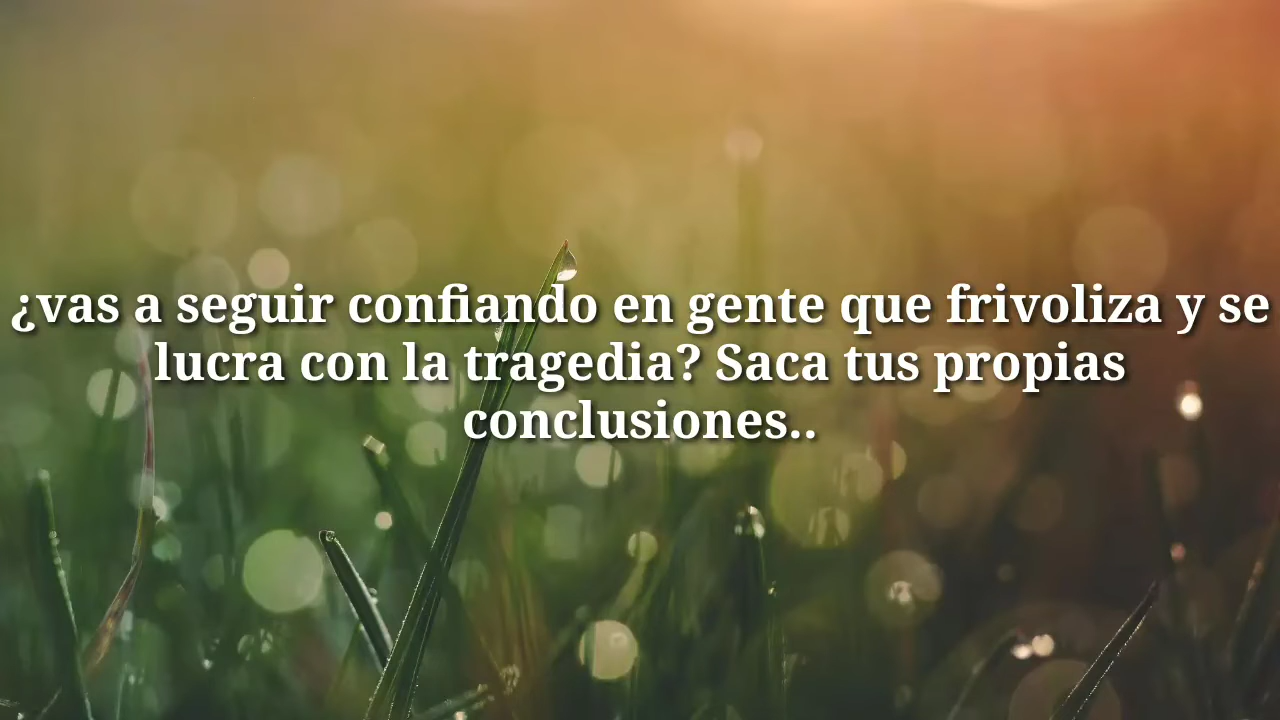 ¿vas a seguir confiando en gente que frivoliza y se
lucra con la tragedia? Saca tus propias
conclusiones..